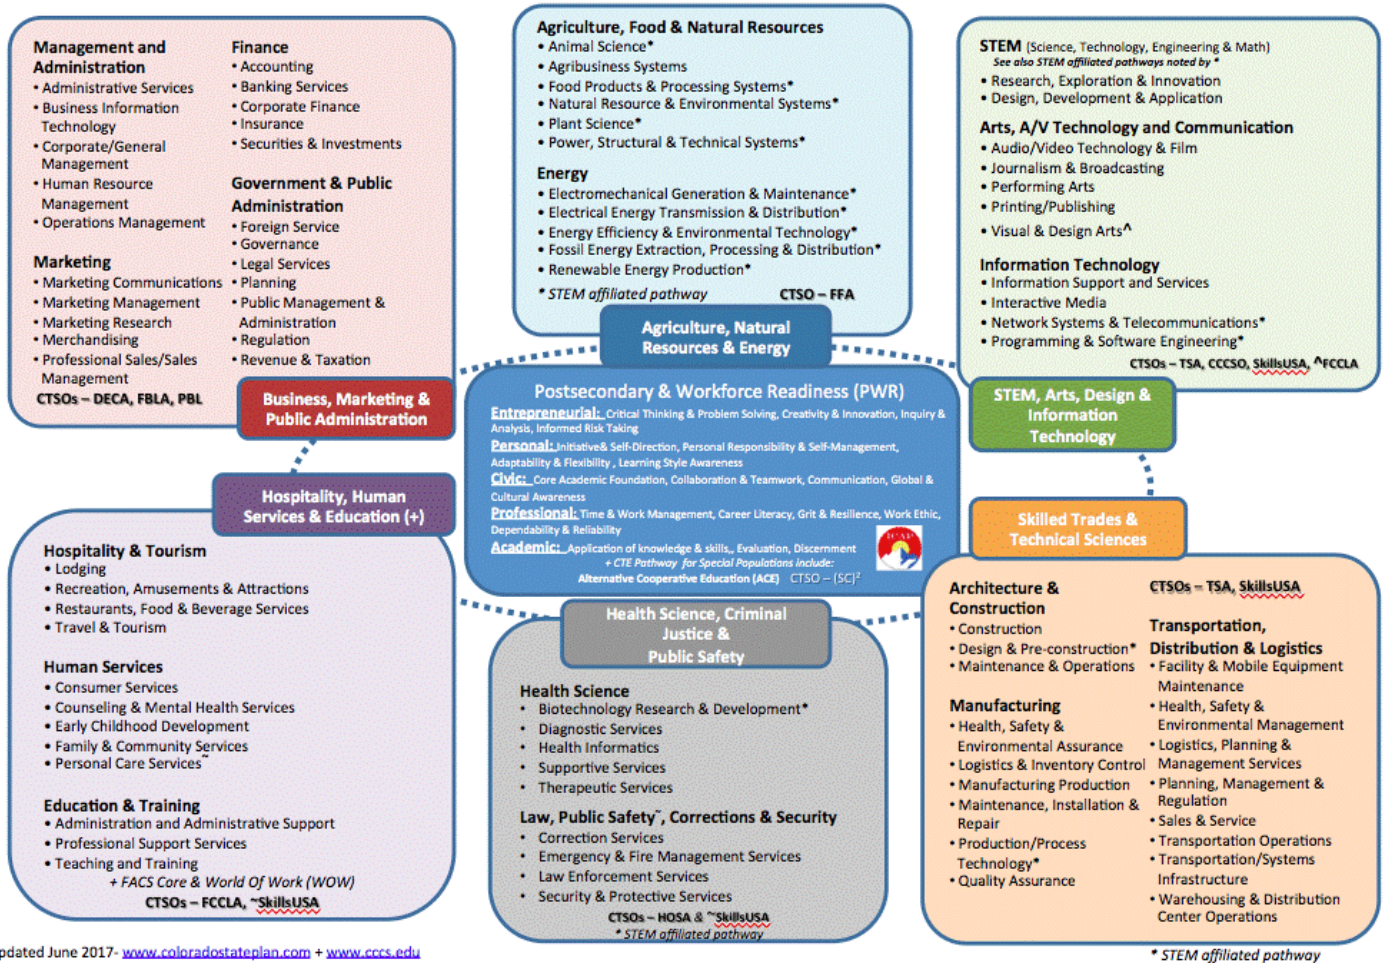 Management and
Administration
• Administrative Services
• Business Information
Technology
• Corporate/General
Management
• Human Resource
Management
• Operations Management
Marketing
• Marketing Communications
• Marketing Management
• Marketing Research
• Merchandising
• Professional Sales/Sales
Management
CTSOs – DECA, FBLA, PBL
Finance
• Accounting
• Banking Services
• Corporate Finance
• Insurance
• Securities & Investments
Government & Public
Administration
• Foreign Service
• Governance
• Legal Services
• Planning
• Public Management &
Administration
• Regulation
• Revenue & Taxation
Business, Marketing &
Public Administration
Agriculture, Food & Natural Resources
• Animal Science*
• Agribusiness Systems
• Food Products & Processing Systems*
• Natural Resource & Environmental Systems*
• Plant Science*
• Power, Structural & Technical Systems*
Energy
• Electromechanical Generation & Maintenance*
• Electrical Energy Transmission & Distribution*
• Energy Efficiency & Environmental Technology*
• Fossil Energy Extraction, Processing & Distribution*
• Renewable Energy Production*
* STEM affiliated pathway CTSO – FFA
Agriculture, Natural
Resources & Energy
STEM (Science, Technology, Engineering & Math)
See also STEM affiliated pathways noted by *
• Research, Exploration & Innovation
• Design, Development & Application
Arts, A/V Technology and Communication
• Audio/Video Technology & Film
• Journalism & Broadcasting
• Performing Arts
• Printing/Publishing
• Visual & Design Arts^
Information Technology
• Information Support and Services
• Interactive Media
• Network Systems & Telecommunications*
• Programming & Software Engineering*
CTSOs – TSA, CCCSO, SkillsUSA, ^FCCLA
STEM, Arts, Design &
Information
Technology
Postsecondary & Workforce Readiness (PWR)
Entrepreneurial: Critical Thinking & Problem Solving, Creativity & Innovation, Inquiry &
Analysis, Informed Risk Taking
Personal: Initiative& Self-Direction, Personal Responsibility & Self-Management,
Adaptability & Flexibility , Learning Style Awareness
Civic: Core Academic Foundation, Collaboration & Teamwork, Communication, Global &
Cultural Awareness
Professional: Time & Work Management, Career Literacy, Grit & Resilience, Work Ethic,
Dependability & Reliability
Academic: Application of knowledge & skills,, Evaluation, Discernment
+ CTE Pathway for Special Populations include:
Alternative Cooperative Education (ACE) CTSO – (SC)²
ICAP
Hospitality, Human
Services & Education (+)
Hospitality & Tourism
• Lodging
• Recreation, Amusements & Attractions
• Restaurants, Food & Beverage Services
• Travel & Tourism
Human Services
• Consumer Services
• Counseling & Mental Health Services
• Early Childhood Development
• Family & Community Services
• Personal Care Services~
Education & Training
• Administration and Administrative Support
• Professional Support Services
• Teaching and Training
+ FACS Core & World Of Work (WOW)
CTSOs – FCCLA, ~SkillsUSA
Health Science, Criminal
Justice &
Public Safety
Health Science
• Biotechnology Research & Development*
• Diagnostic Services
• Health Informatics
• Supportive Services
• Therapeutic Services
Law, Public Safety~, Corrections & Security
• Correction Services
• Emergency & Fire Management Services
• Law Enforcement Services
• Security & Protective Services
CTSOs – HOSA & ~SkillsUSA
* STEM affiliated pathway
Skilled Trades &
Technical Sciences
Architecture &
Construction
• Construction
• Design & Pre-construction*
• Maintenance & Operations
Manufacturing
• Health, Safety &
Environmental Assurance
• Logistics & Inventory Control
• Manufacturing Production
• Maintenance, Installation &
Repair
• Production/Process
Technology*
• Quality Assurance
CTSOs – TSA, SkillsUSA
Transportation,
Distribution & Logistics
• Facility & Mobile Equipment
Maintenance
• Health, Safety &
Environmental Management
• Logistics, Planning &
Management Services
• Planning, Management &
Regulation
• Sales & Service
• Transportation Operations
• Transportation/Systems
Infrastructure
• Warehousing & Distribution
Center Operations
* STEM affiliated pathway
pdated June 2017- www.coloradostateplan.com + www.cccs.edu